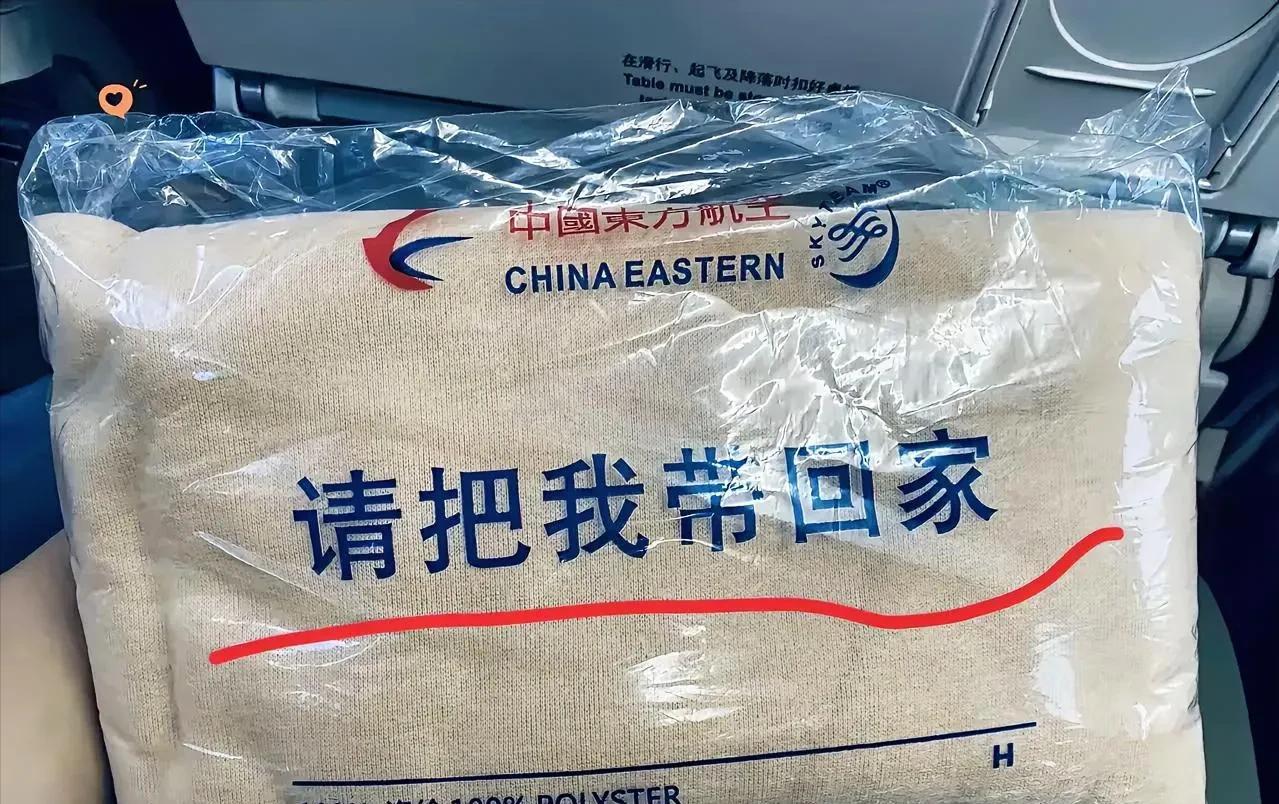 在滑行、起飞及降落时扣好桌板
Table must be
中國東方航空
CHINA EASTERN
SKYTEAM®
请把我带回家
H
100% POLYSTER